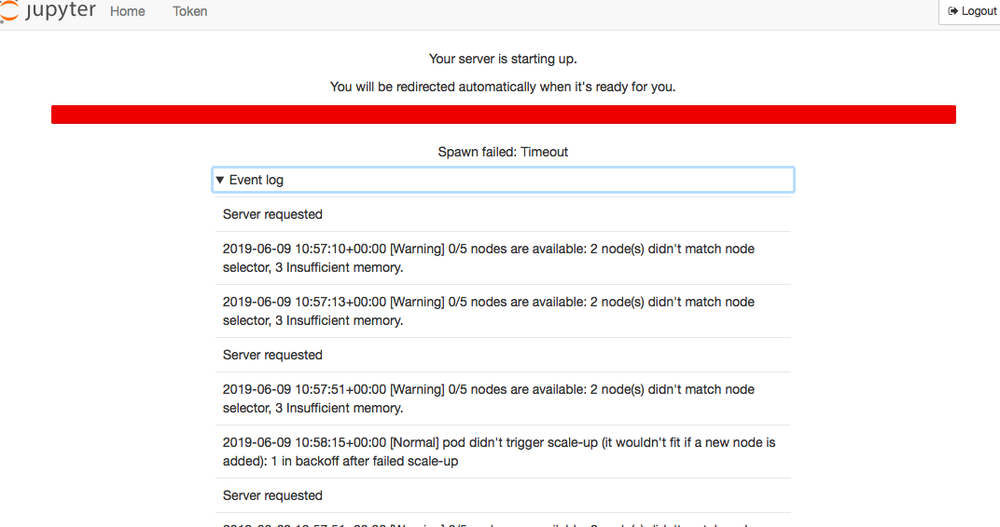 jupyter Home Token Logout
Your server is starting up.
You will be redirected automatically when it's ready for you.
Spawn failed: Timeout
Event log
Server requested
2019-06-09 10:57:10+00:00 [Warning] 0/5 nodes are available: 2 node(s) didn't match node
selector, 3 Insufficient memory.
2019-06-09 10:57:13+00:00 [Warning] 0/5 nodes are available: 2 node(s) didn't match node
selector, 3 Insufficient memory.
Server requested
2019-06-09 10:57:51+00:00 [Warning] 0/5 nodes are available: 2 node(s) didn't match node
selector, 3 Insufficient memory.
2019-06-09 10:58:15+00:00 [Normal] pod didn't trigger scale-up (it wouldn't fit if a new node is
added): 1 in backoff after failed scale-up
Server requested